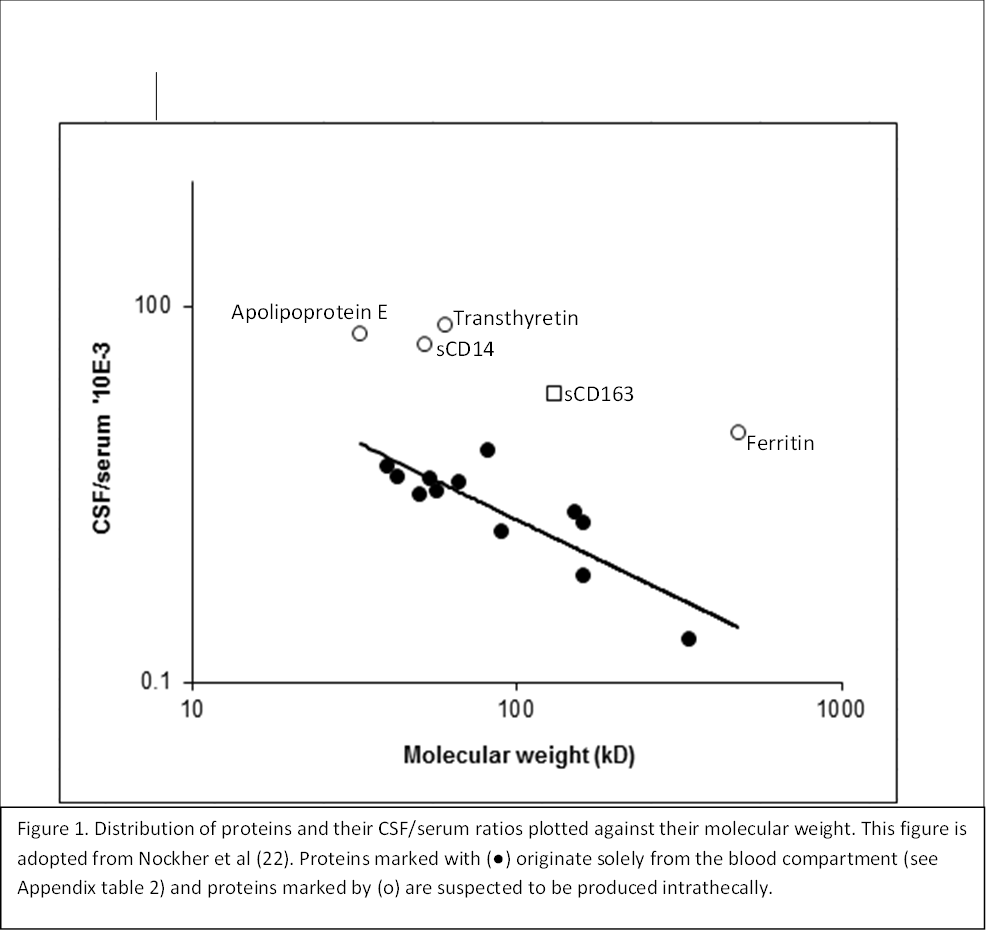 100
Apolipoprotein E
Transthyretin
sCD14
sCD163
Ferritin
CSF/serum '10E-3
0.1
10
100
1000
Molecular weight (kD)
Figure 1. Distribution of proteins and their CSF/serum ratios plotted against their molecular weight. This figure is
adopted from Nockher et al (22). Proteins marked with (●) originate solely from the blood compartment (see
Appendix table 2) and proteins marked by (o) are suspected to be produced intrathecally.